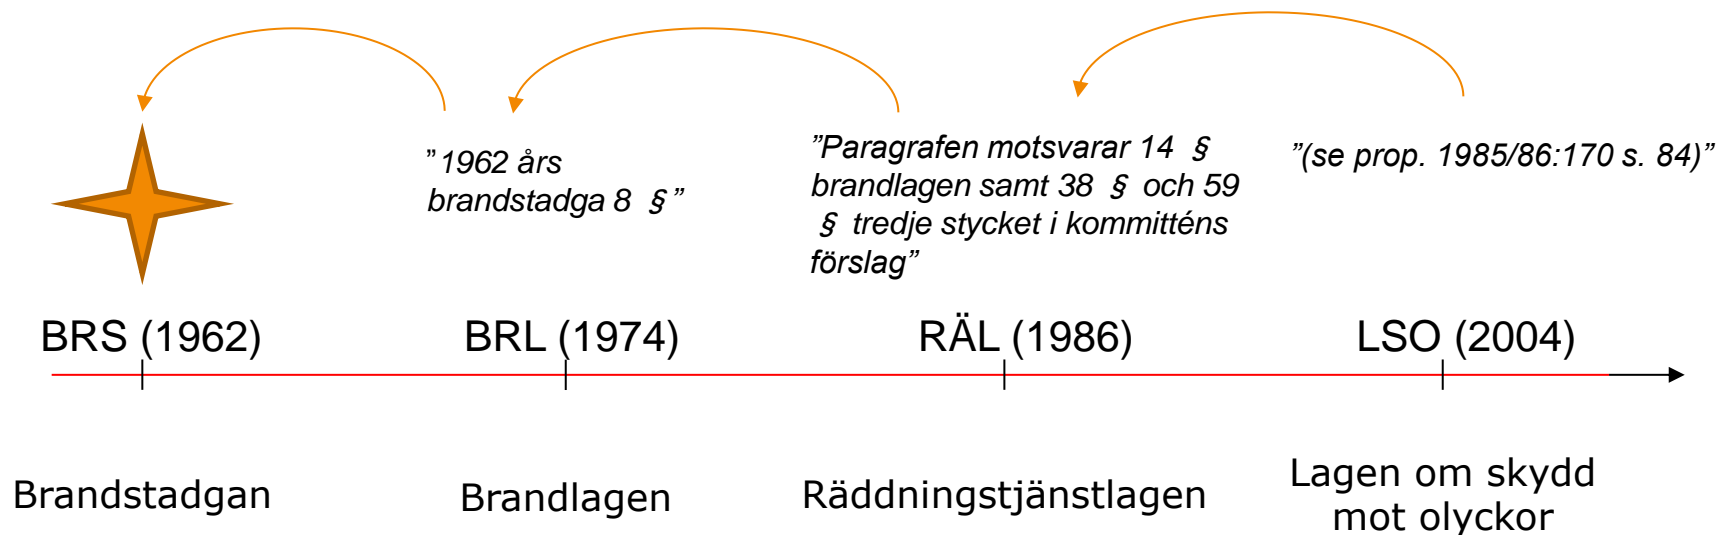 ”1962 års
brandstadga 8 §”
”Paragrafen motsvarar 14 §
brandlagen samt 38 § och 59
§ tredje stycket i kommitténs
förslag”
”(se prop. 1985/86:170 s. 84)”
BRS (1962)
BRL (1974)
RÄL (1986)
LSO (2004)
Brandstadgan
Brandlagen
Räddningstjänstlagen
Lagen om skydd
mot olyckor